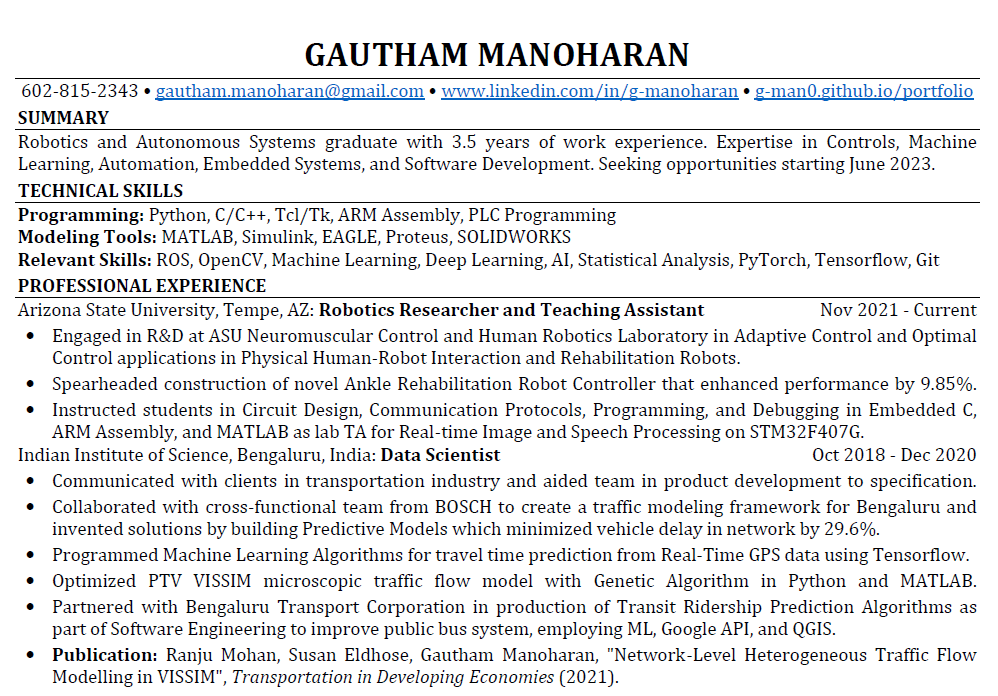 GAUTHAM MANOHARAN
602-815-2343 • gautham.manoharan@gmail.com • www.linkedin.com/in/g-manoharan • g-man0.github.io/portfolio
SUMMARY
Robotics and Autonomous Systems graduate with 3.5 years of work experience. Expertise in Controls, Machine
Learning, Automation, Embedded Systems, and Software Development. Seeking opportunities starting June 2023.
TECHNICAL SKILLS
Programming: Python, C/C++, Tcl/Tk, ARM Assembly, PLC Programming
Modeling Tools: MATLAB, Simulink, EAGLE, Proteus, SOLIDWORKS
Relevant Skills: ROS, OpenCV, Machine Learning, Deep Learning, AI, Statistical Analysis, PyTorch, Tensorflow, Git
PROFESSIONAL EXPERIENCE
Arizona State University, Tempe, AZ: Robotics Researcher and Teaching Assistant Nov 2021 - Current
• Engaged in R&D at ASU Neuromuscular Control and Human Robotics Laboratory in Adaptive Control and Optimal
Control applications in Physical Human-Robot Interaction and Rehabilitation Robots.
• Spearheaded construction of novel Ankle Rehabilitation Robot Controller that enhanced performance by 9.85%.
• Instructed students in Circuit Design, Communication Protocols, Programming, and Debugging in Embedded C,
ARM Assembly, and MATLAB as lab TA for Real-time Image and Speech Processing on STM32F407G.
Indian Institute of Science, Bengaluru, India: Data Scientist Oct 2018 - Dec 2020
• Communicated with clients in transportation industry and aided team in product development to specification.
• Collaborated with cross-functional team from BOSCH to create a traffic modeling framework for Bengaluru and
invented solutions by building Predictive Models which minimized vehicle delay in network by 29.6%.
• Programmed Machine Learning Algorithms for travel time prediction from Real-Time GPS data using Tensorflow.
• Optimized PTV VISSIM microscopic traffic flow model with Genetic Algorithm in Python and MATLAB.
• Partnered with Bengaluru Transport Corporation in production of Transit Ridership Prediction Algorithms as
part of Software Engineering to improve public bus system, employing ML, Google API, and QGIS.
• Publication: Ranju Mohan, Susan Eldhose, Gautham Manoharan, "Network-Level Heterogeneous Traffic Flow
Modelling in VISSIM", Transportation in Developing Economies (2021).